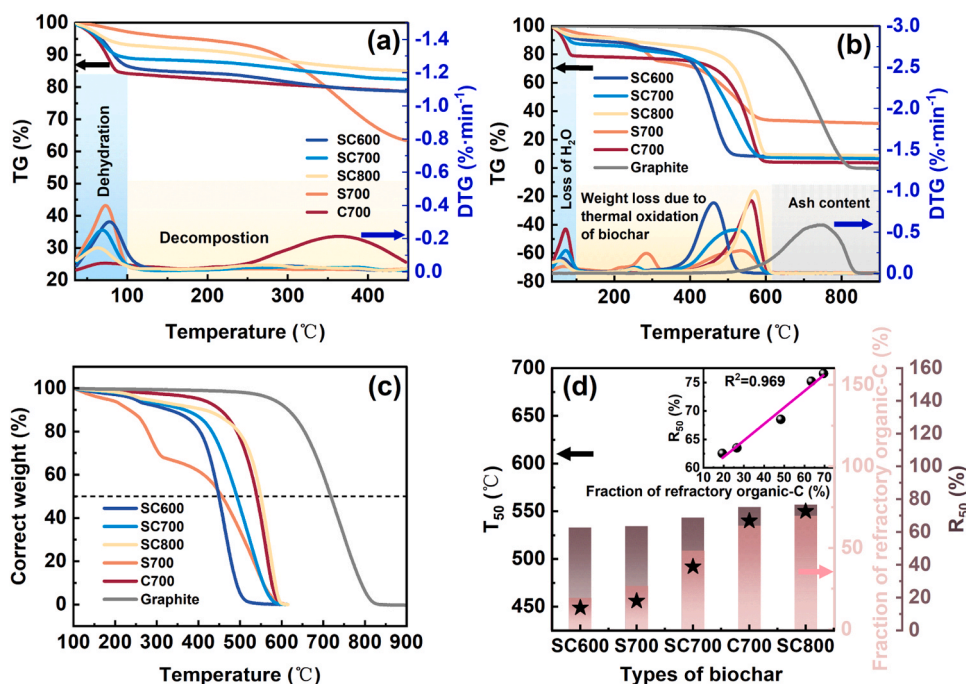 (a)
TG (%)
100
90
80
70
60
50
40
30
20
Dehydration
Decompostion
SC600
SC700
SC800
S700
C700
-1.4
-1.2
-1.0
-0.8
-0.6
-0.4
-0.2
0.0
DTG (%·min⁻¹)
100
200
300
400
Temperature (℃)
(b)
TG (%)
100
80
60
40
20
0
-20
-40
-60
-80
Loss of H₂O
SC600
SC700
SC800
S700
C700
Graphite
Weight loss due to
thermal oxidation
of biochar
Ash content
-3.0
-2.5
-2.0
-1.5
-1.0
-0.5
0.0
DTG (%·min⁻¹)
200
400
600
800
Temperature (℃)
(c)
Correct weight (%)
100
80
60
40
20
0
SC600
SC700
SC800
S700
C700
Graphite
100 200 300 400 500 600 700 800 900
Temperature (℃)
(d)
T₅₀ (℃)
700
650
600
550
500
450
R²=0.969
R₅₀ (%)
75
70
65
60
20 30 40 50 60 70
Fraction of refractory organic-C (%)
150
100
50
0
Fraction of refractory organic-C (%)
160
140
120
100
80
60
40
20
0
R₅₀ (%)
SC600 S700 SC700 C700 SC800
Types of biochar